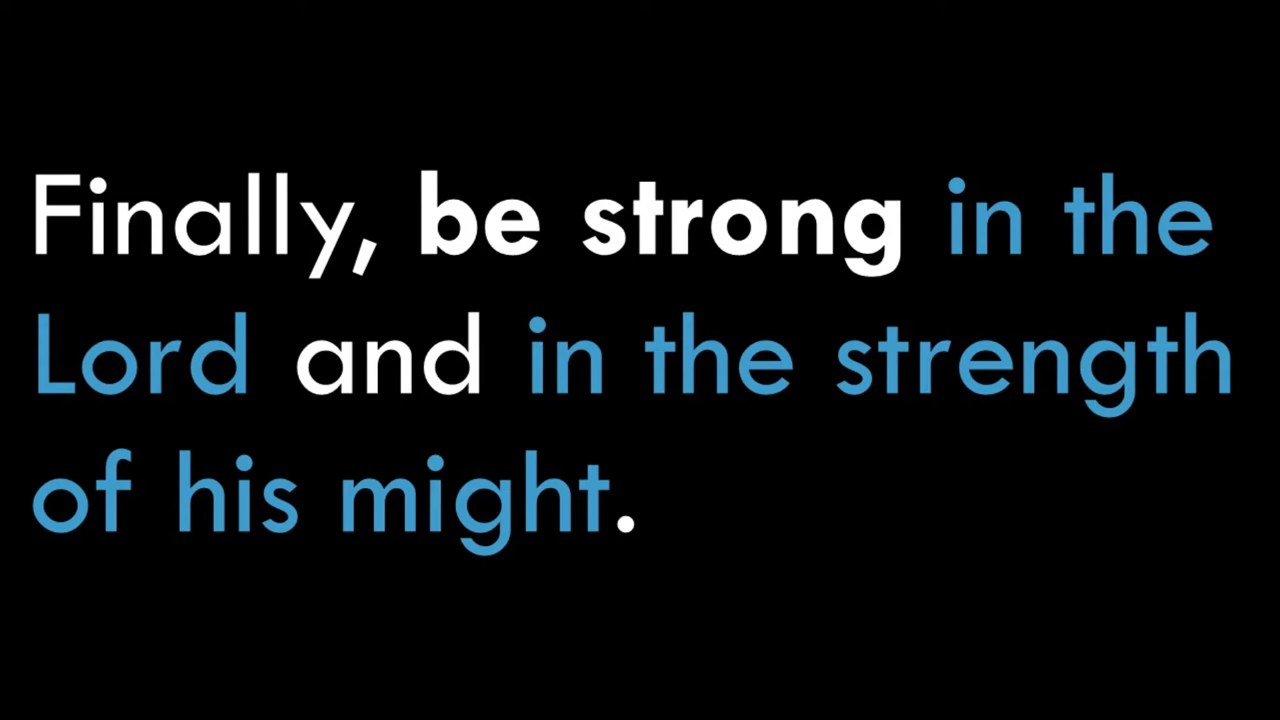 Finally, be strong in the
Lord and in the strength
of his might.